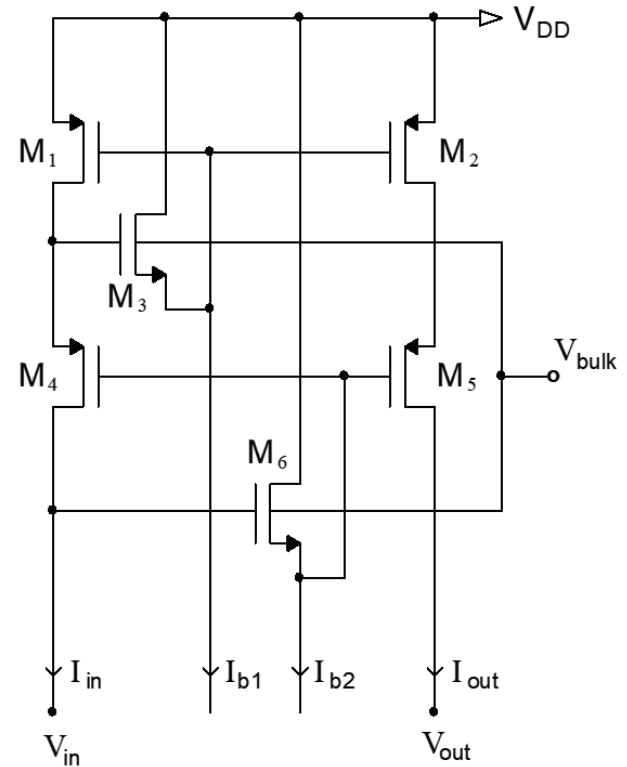 V_DD
M_1
M_2
M_3
V_bulk
M_4
M_5
M_6
I_in
I_b1
I_b2
I_out
V_in
V_out